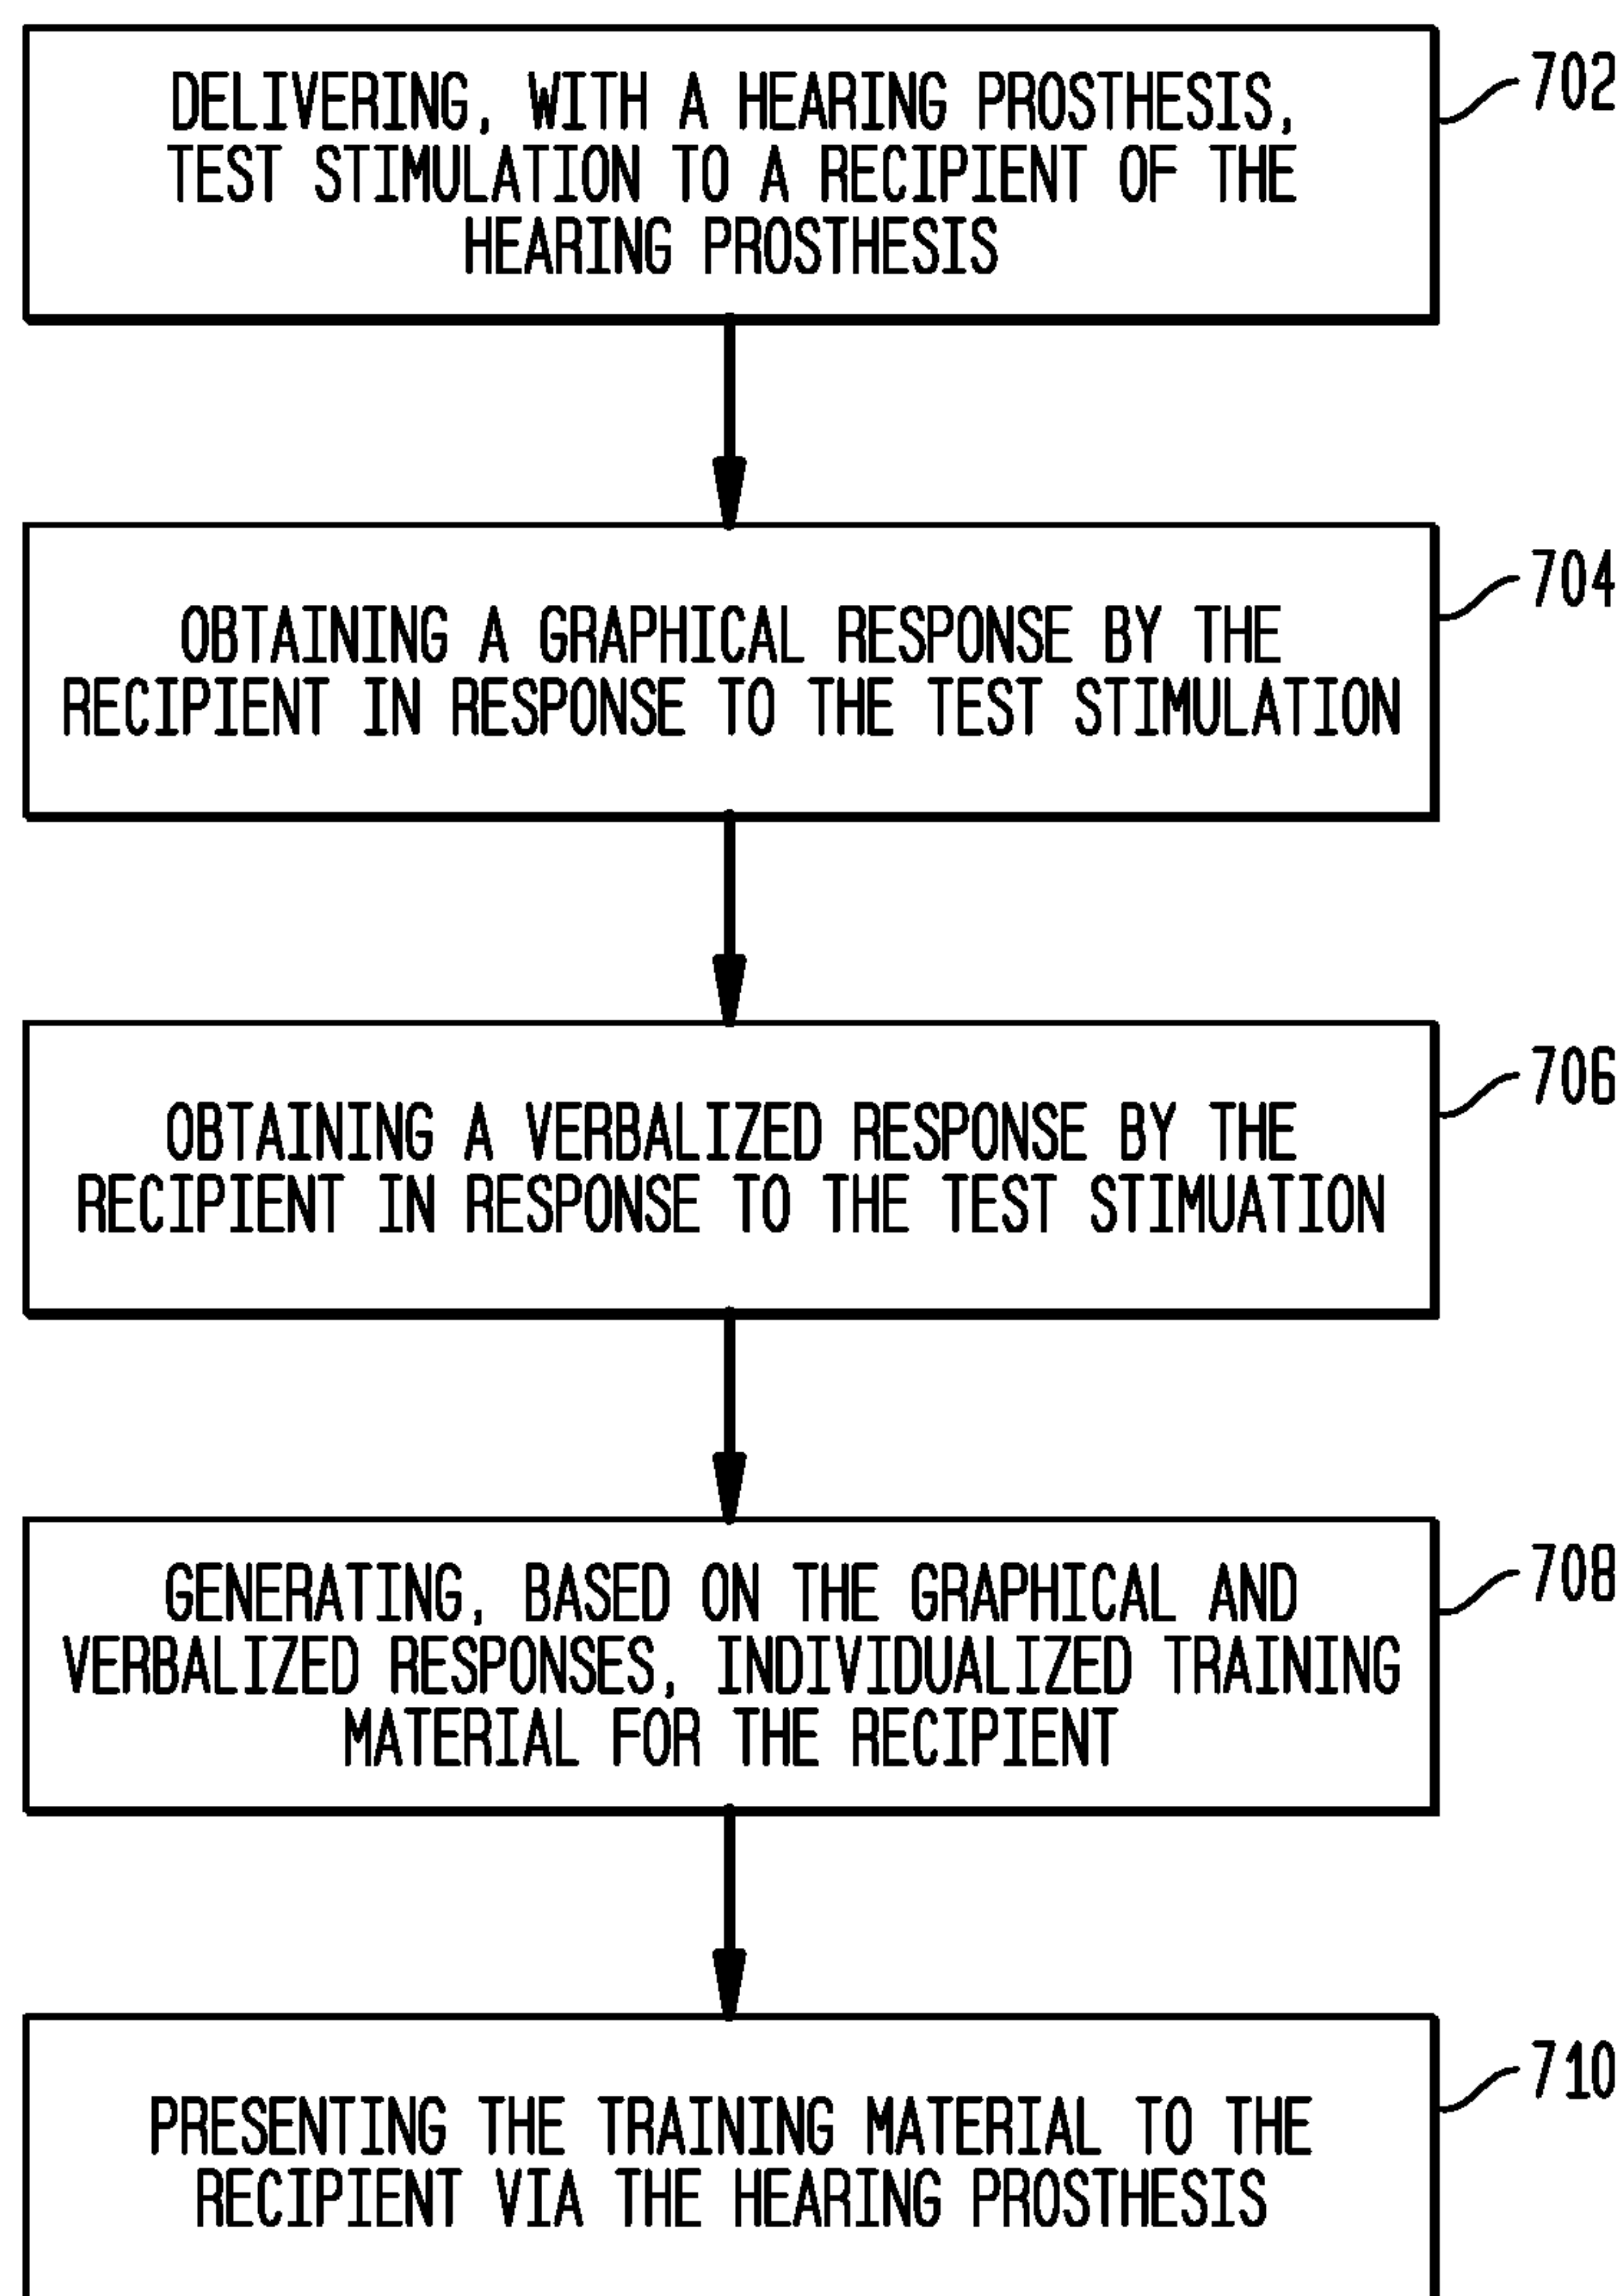 DELIVERING, WITH A HEARING PROSTHESIS,
TEST STIMULATION TO A RECIPIENT OF THE
HEARING PROSTHESIS
702
OBTAINING A GRAPHICAL RESPONSE BY THE
RECIPIENT IN RESPONSE TO THE TEST STIMULATION
704
OBTAINING A VERBALIZED RESPONSE BY THE
RECIPIENT IN RESPONSE TO THE TEST STIMUATION
706
GENERATING, BASED ON THE GRAPHICAL AND
VERBALIZED RESPONSES, INDIVIDUALIZED TRAINING
MATERIAL FOR THE RECIPIENT
708
PRESENTING THE TRAINING MATERIAL TO THE
RECIPIENT VIA THE HEARING PROSTHESIS
710